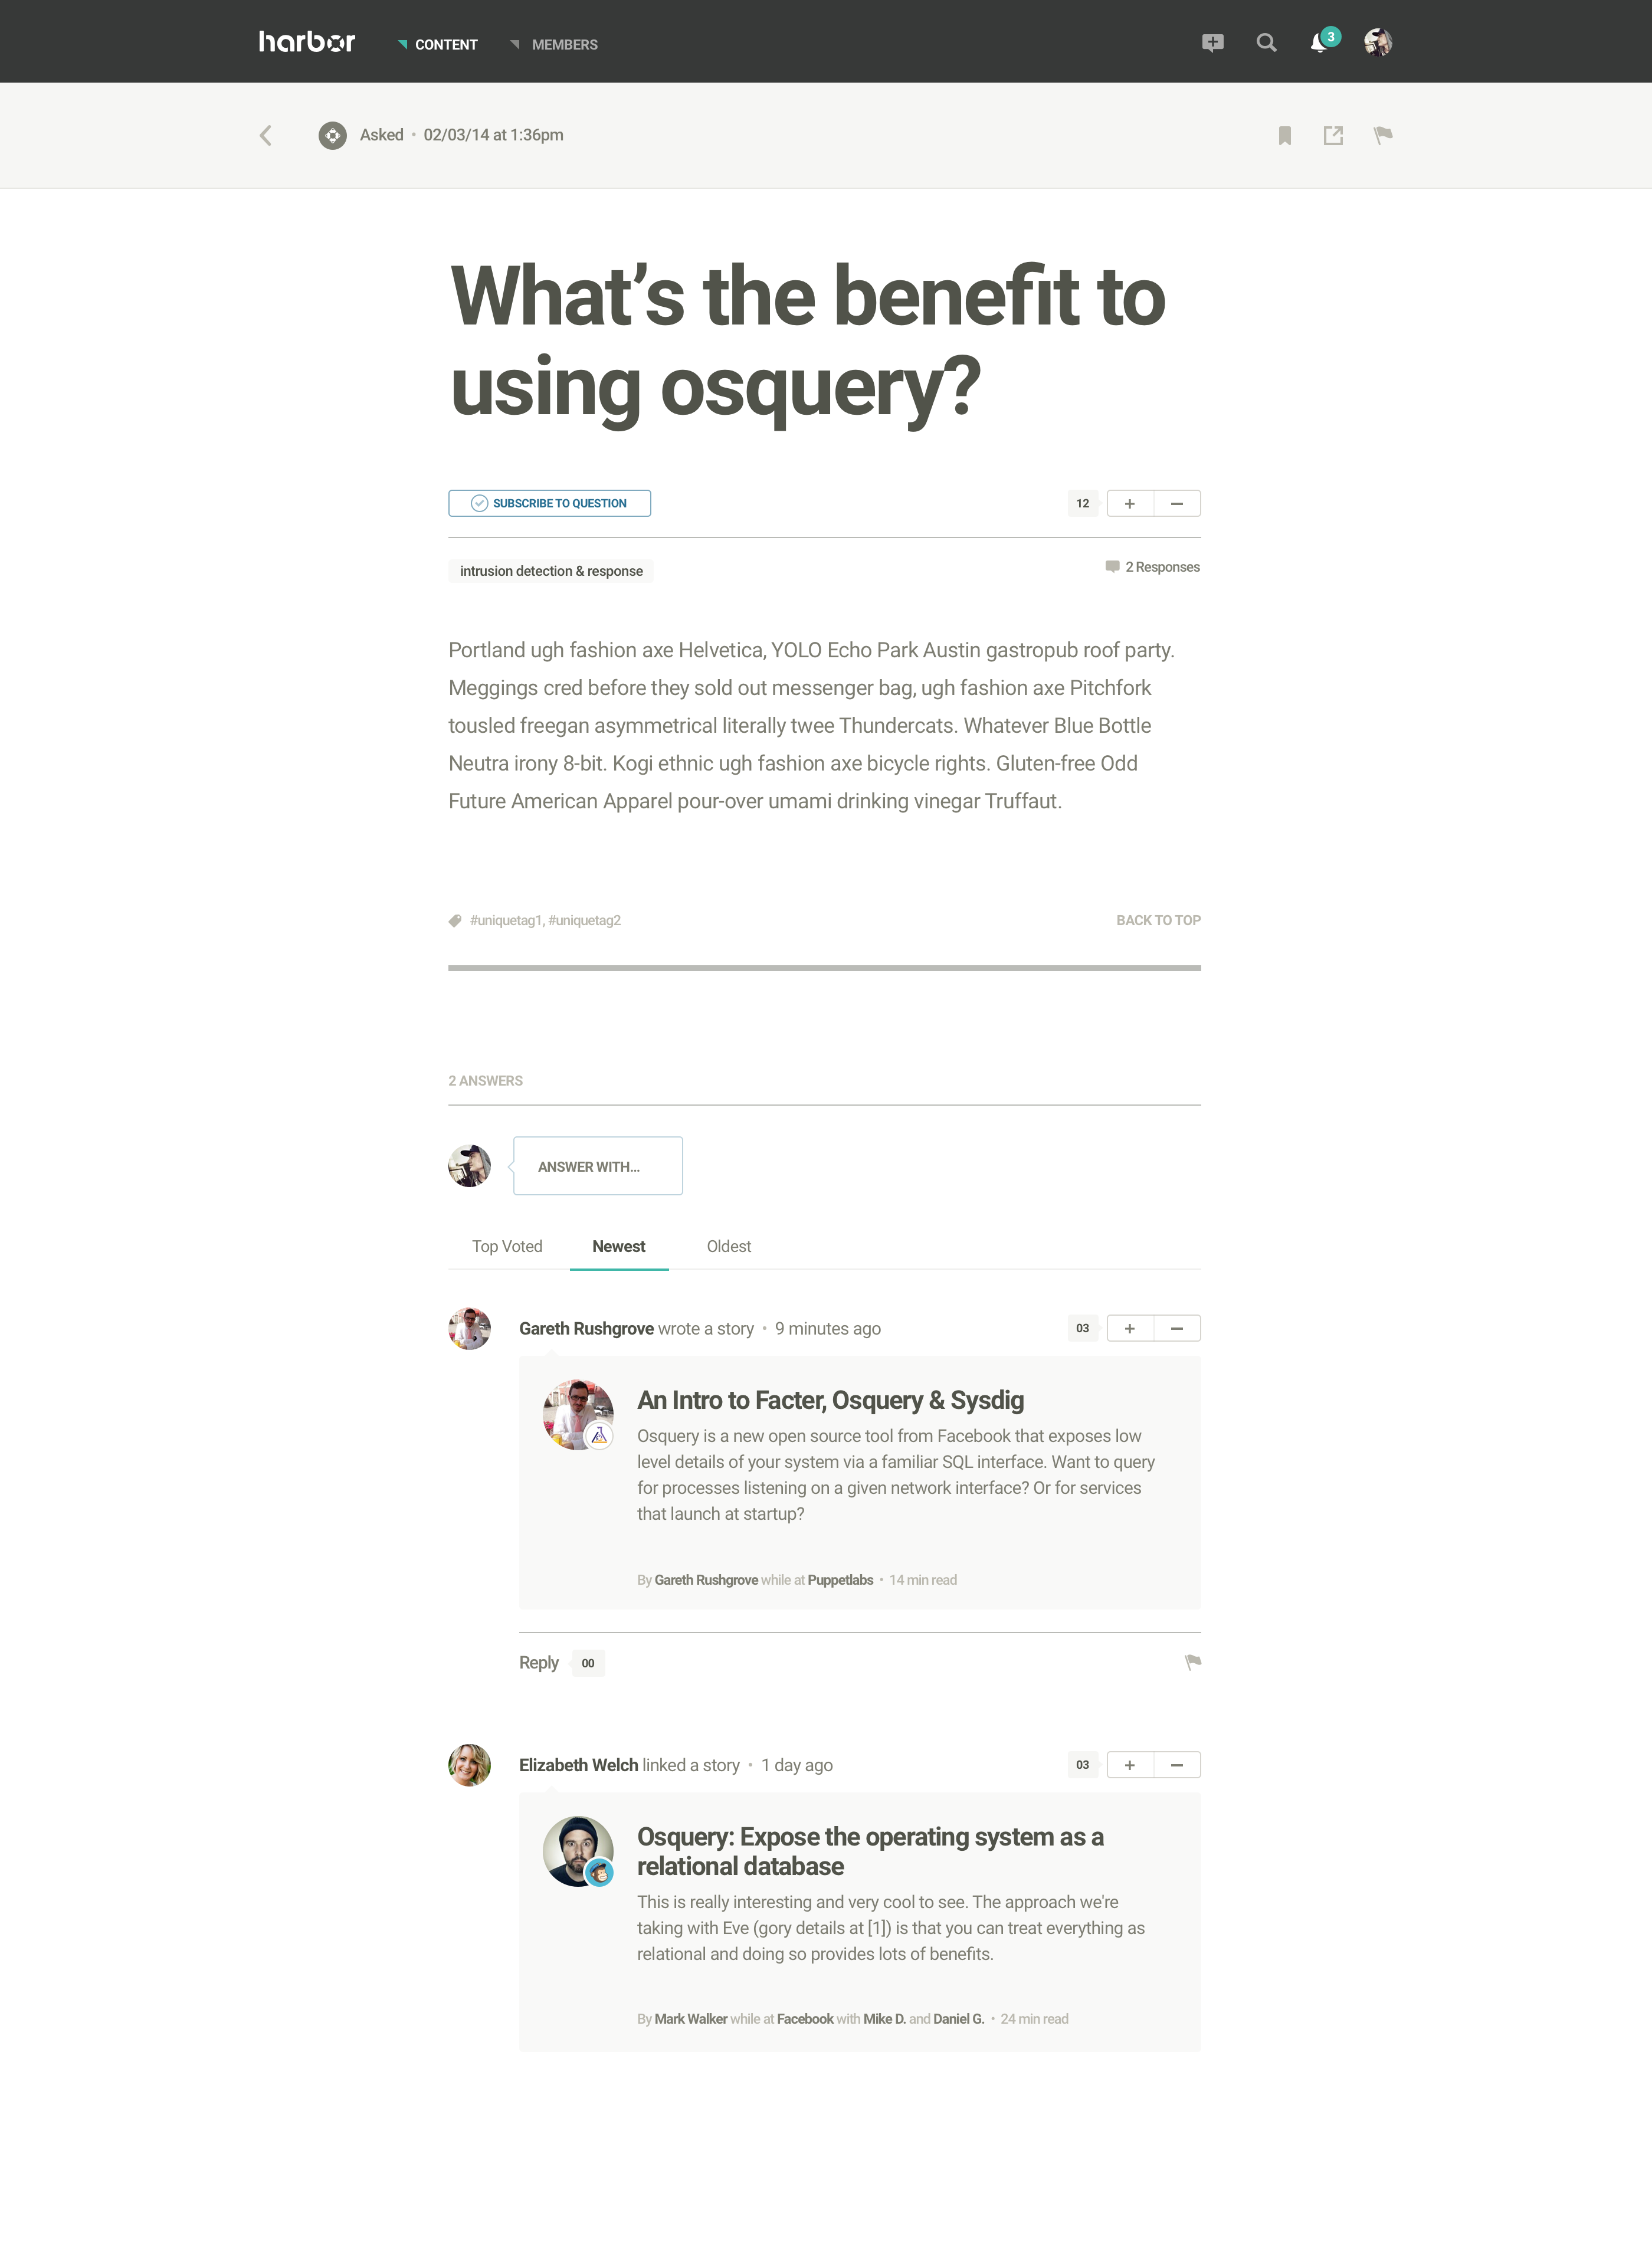 harbor
CONTENT
MEMBERS
3
Asked • 02/03/14 at 1:36pm
What’s the benefit to
using osquery?
SUBSCRIBE TO QUESTION
12
+
−
intrusion detection & response
2 Responses
Portland ugh fashion axe Helvetica, YOLO Echo Park Austin gastropub roof party.
Meggings cred before they sold out messenger bag, ugh fashion axe Pitchfork
tousled freegan asymmetrical literally twee Thundercats. Whatever Blue Bottle
Neutra irony 8-bit. Kogi ethnic ugh fashion axe bicycle rights. Gluten-free Odd
Future American Apparel pour-over umami drinking vinegar Truffaut.
#uniquetag1, #uniquetag2
BACK TO TOP
2 ANSWERS
ANSWER WITH...
Top Voted
Newest
Oldest
Gareth Rushgrove wrote a story • 9 minutes ago
03
+
−
An Intro to Facter, Osquery & Sysdig
Osquery is a new open source tool from Facebook that exposes low
level details of your system via a familiar SQL interface. Want to query
for processes listening on a given network interface? Or for services
that launch at startup?
By Gareth Rushgrove while at Puppetlabs • 14 min read
Reply
00
Elizabeth Welch linked a story • 1 day ago
03
+
−
Osquery: Expose the operating system as a
relational database
This is really interesting and very cool to see. The approach we're
taking with Eve (gory details at [1]) is that you can treat everything as
relational and doing so provides lots of benefits.
By Mark Walker while at Facebook with Mike D. and Daniel G. • 24 min read